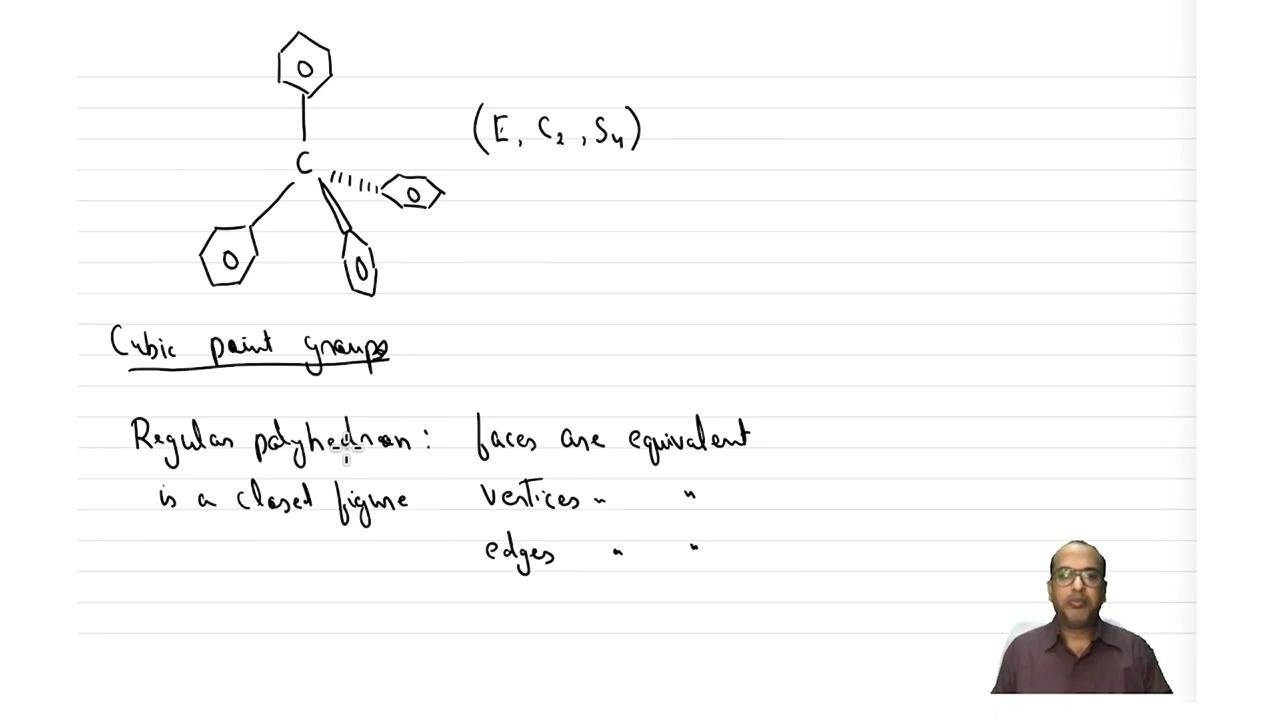 C
(E, C₂, S₄)
Cubic point groups
Regular polyhedron: faces are equivalent
is a closed figure vertices " "
edges " "